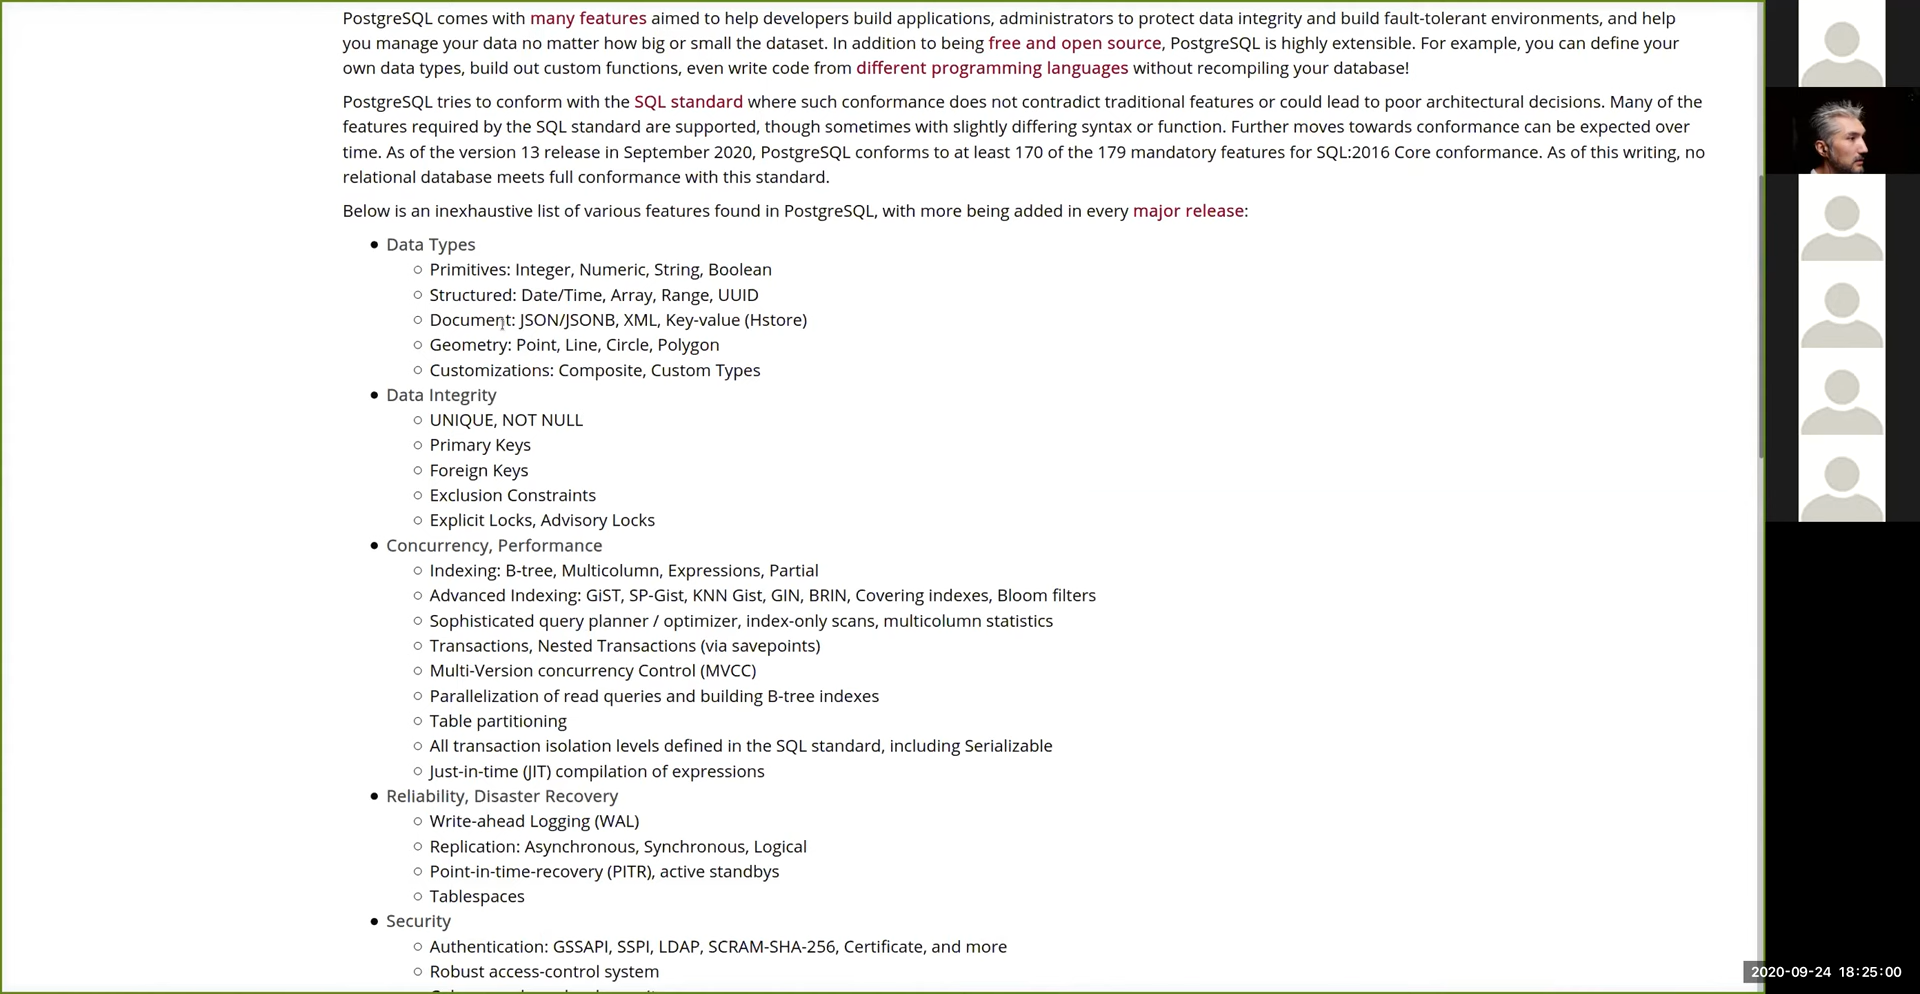 PostgreSQL comes with many features aimed to help developers build applications, administrators to protect data integrity and build fault-tolerant environments, and help
you manage your data no matter how big or small the dataset. In addition to being free and open source, PostgreSQL is highly extensible. For example, you can define your
own data types, build out custom functions, even write code from different programming languages without recompiling your database!
PostgreSQL tries to conform with the SQL standard where such conformance does not contradict traditional features or could lead to poor architectural decisions. Many of the
features required by the SQL standard are supported, though sometimes with slightly differing syntax or function. Further moves towards conformance can be expected over
time. As of the version 13 release in September 2020, PostgreSQL conforms to at least 170 of the 179 mandatory features for SQL:2016 Core conformance. As of this writing, no
relational database meets full conformance with this standard.
Below is an inexhaustive list of various features found in PostgreSQL, with more being added in every major release:
Data Types
Primitives: Integer, Numeric, String, Boolean
Structured: Date/Time, Array, Range, UUID
Document: JSON/JSONB, XML, Key-value (Hstore)
Geometry: Point, Line, Circle, Polygon
Customizations: Composite, Custom Types
Data Integrity
UNIQUE, NOT NULL
Primary Keys
Foreign Keys
Exclusion Constraints
Explicit Locks, Advisory Locks
Concurrency, Performance
Indexing: B-tree, Multicolumn, Expressions, Partial
Advanced Indexing: GiST, SP-Gist, KNN Gist, GIN, BRIN, Covering indexes, Bloom filters
Sophisticated query planner / optimizer, index-only scans, multicolumn statistics
Transactions, Nested Transactions (via savepoints)
Multi-Version concurrency Control (MVCC)
Parallelization of read queries and building B-tree indexes
Table partitioning
All transaction isolation levels defined in the SQL standard, including Serializable
Just-in-time (JIT) compilation of expressions
Reliability, Disaster Recovery
Write-ahead Logging (WAL)
Replication: Asynchronous, Synchronous, Logical
Point-in-time-recovery (PITR), active standbys
Tablespaces
Security
Authentication: GSSAPI, SSPI, LDAP, SCRAM-SHA-256, Certificate, and more
Robust access-control system
2020-09-24 18:25:00